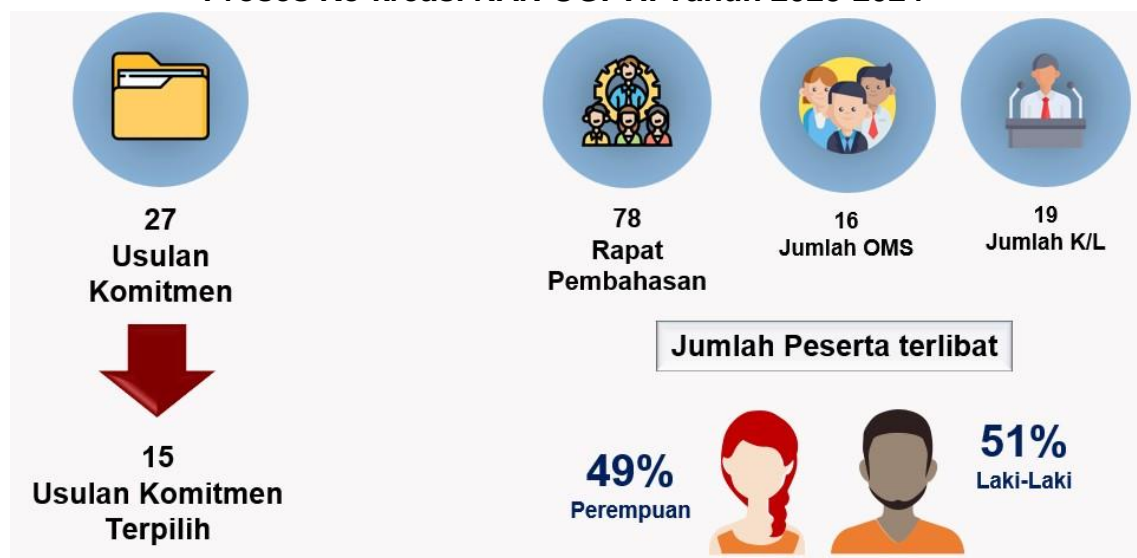 27
Usulan
Komitmen
15
Usulan Komitmen
Terpilih
78
Rapat
Pembahasan
16
Jumlah OMS
19
Jumlah K/L
Jumlah Peserta terlibat
49%
Perempuan
51%
Laki-Laki